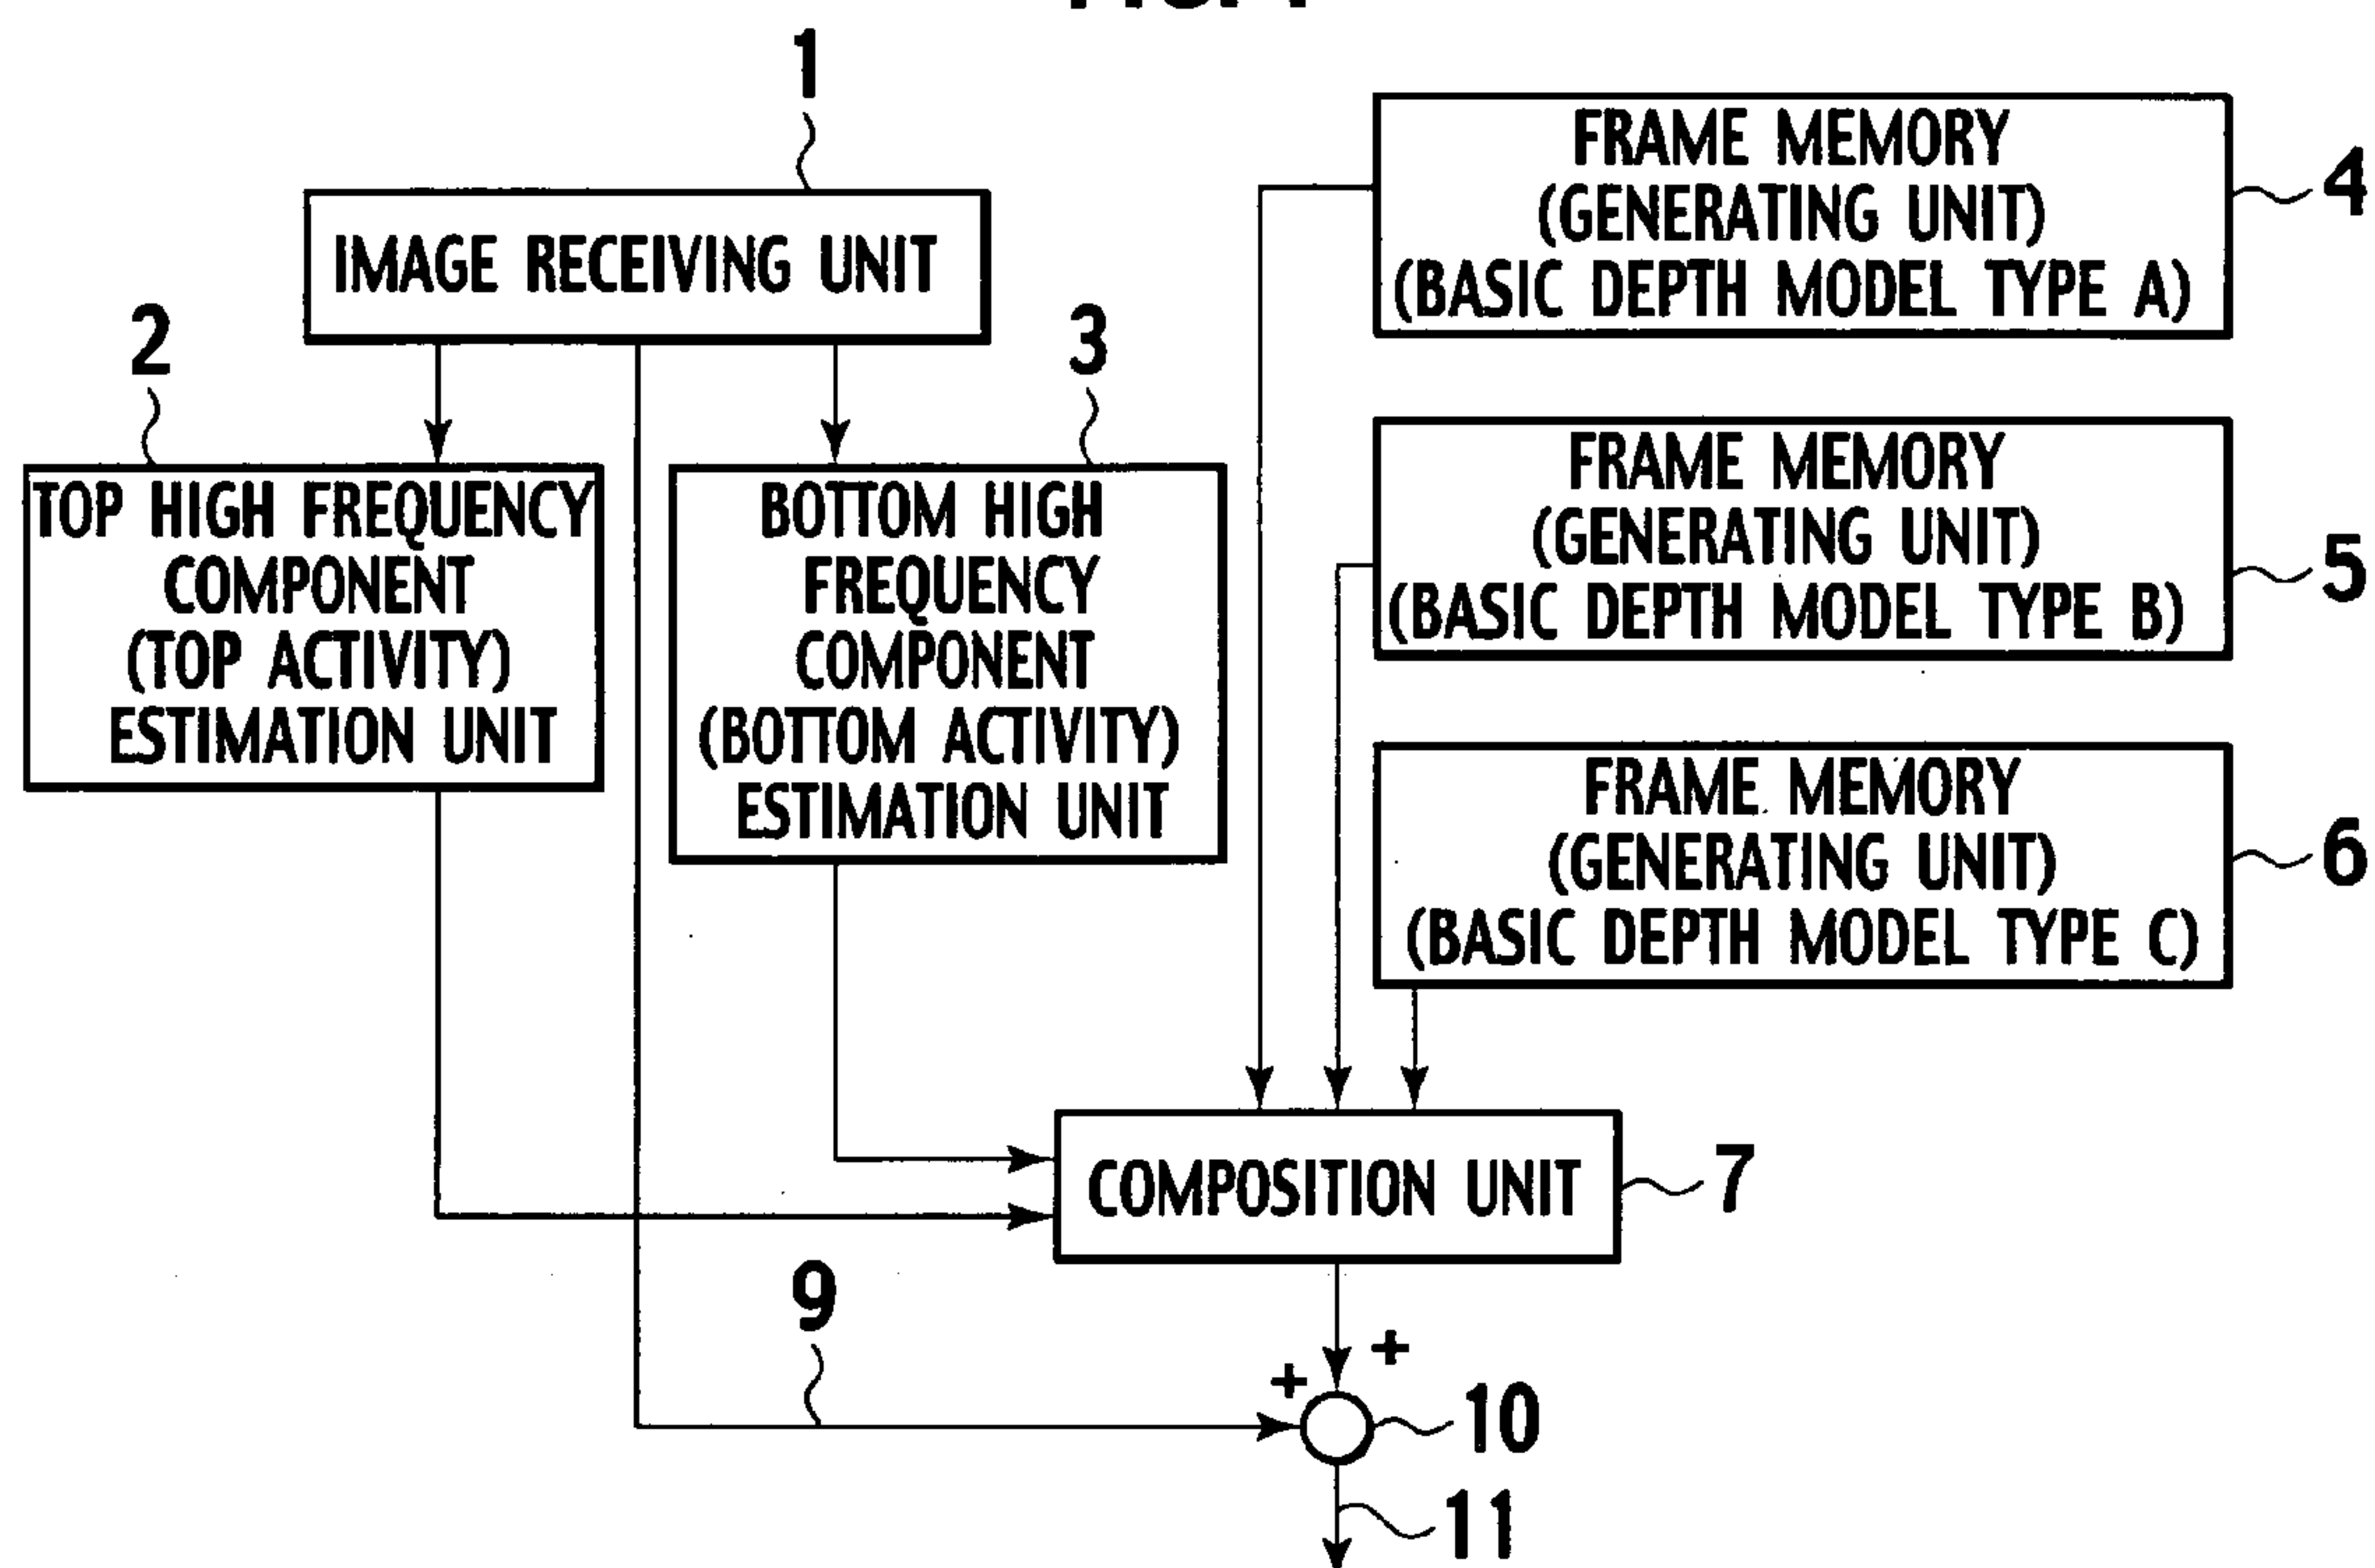 1
IMAGE RECEIVING UNIT
2
TOP HIGH FREQUENCY
COMPONENT
(TOP ACTIVITY)
ESTIMATION UNIT
3
BOTTOM HIGH
FREQUENCY
COMPONENT
(BOTTOM ACTIVITY)
ESTIMATION UNIT
FRAME MEMORY
(GENERATING UNIT)
(BASIC DEPTH MODEL TYPE A)
4
FRAME MEMORY
(GENERATING UNIT)
(BASIC DEPTH MODEL TYPE B)
5
FRAME MEMORY
(GENERATING UNIT)
(BASIC DEPTH MODEL TYPE C)
6
COMPOSITION UNIT
7
9
+
+
10
11